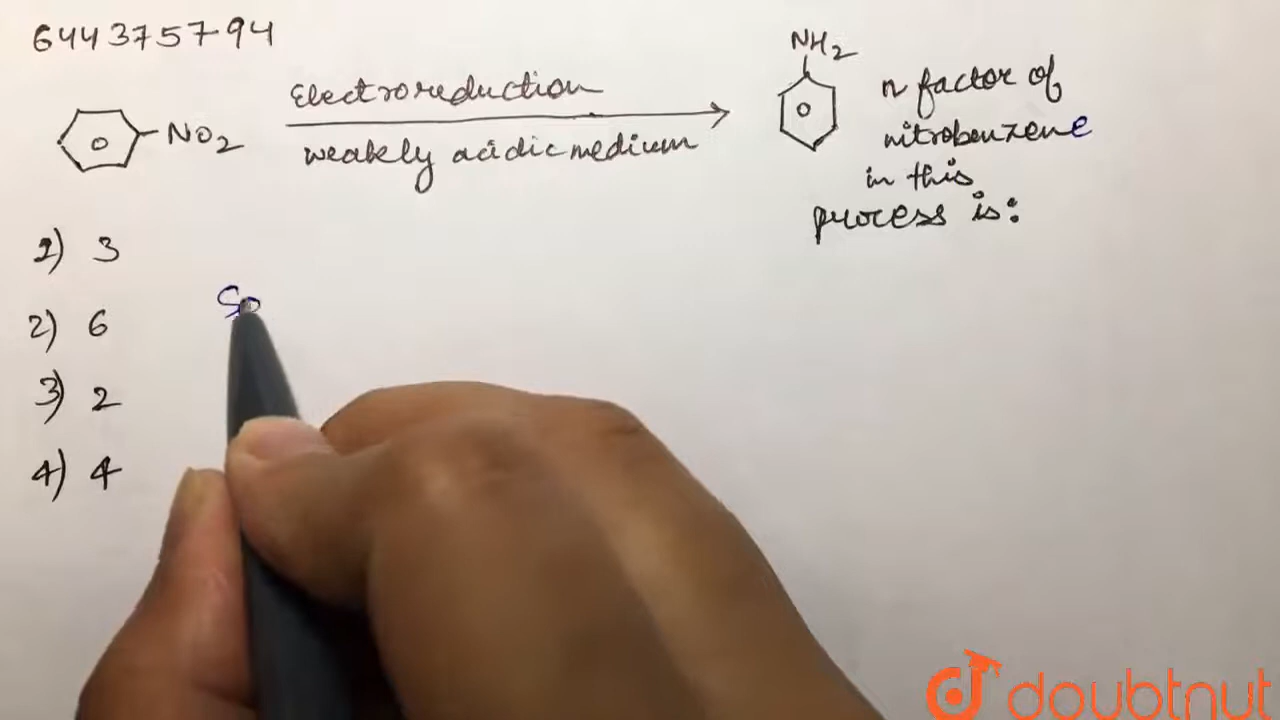 644375794
NO2
Electroreduction
weakly acidic medium
NH2
n factor of
nitrobenzene
in this
process is:
1) 3
2) 6
3) 2
4) 4
So
doubtnut